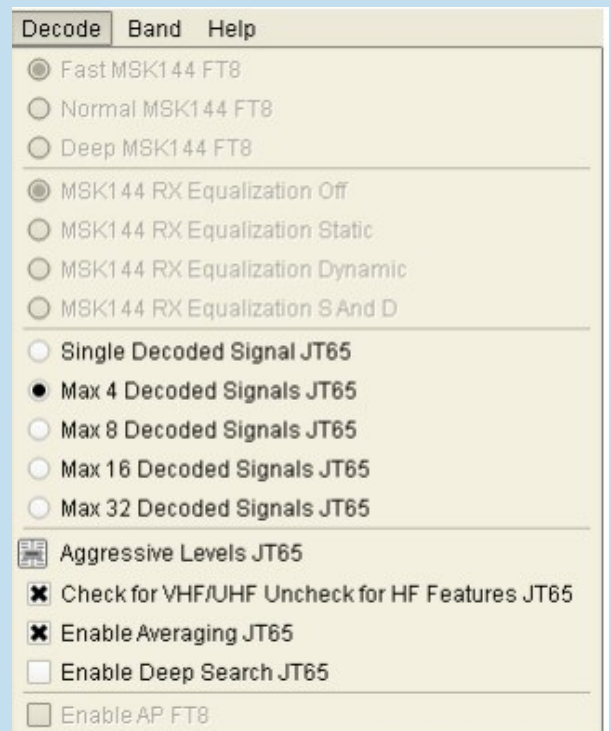 Decode Band Help
Fast MSK144 FT8
Normal MSK144 FT8
Deep MSK144 FT8
MSK144 RX Equalization Off
MSK144 RX Equalization Static
MSK144 RX Equalization Dynamic
MSK144 RX Equalization S And D
Single Decoded Signal JT65
Max 4 Decoded Signals JT65
Max 8 Decoded Signals JT65
Max 16 Decoded Signals JT65
Max 32 Decoded Signals JT65
Aggressive Levels JT65
Check for VHF/UHF Uncheck for HF Features JT65
Enable Averaging JT65
Enable Deep Search JT65
Enable AP FT8